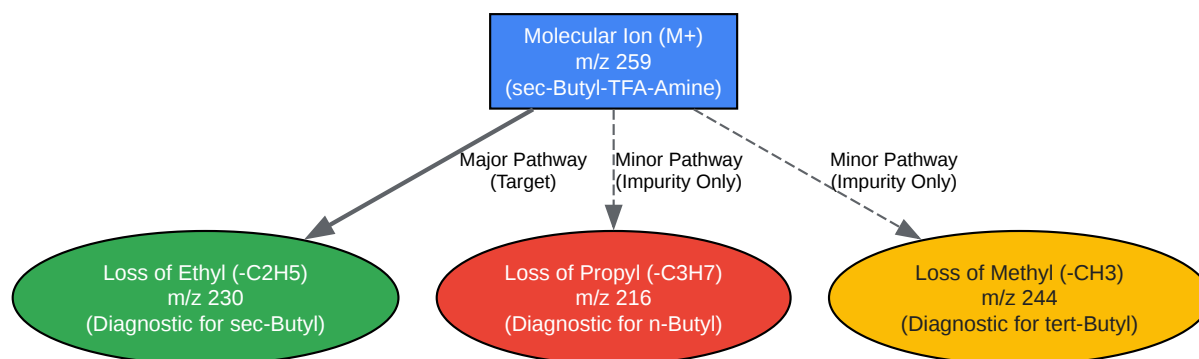 Molecular Ion (M+)
m/z 259
(sec-Butyl-TFA-Amine)
Major Pathway
(Target)
Minor Pathway
(Impurity Only)
Minor Pathway
(Impurity Only)
Loss of Ethyl (-C2H5)
m/z 230
(Diagnostic for sec-Butyl)
Loss of Propyl (-C3H7)
m/z 216
(Diagnostic for n-Butyl)
Loss of Methyl (-CH3)
m/z 244
(Diagnostic for tert-Butyl)